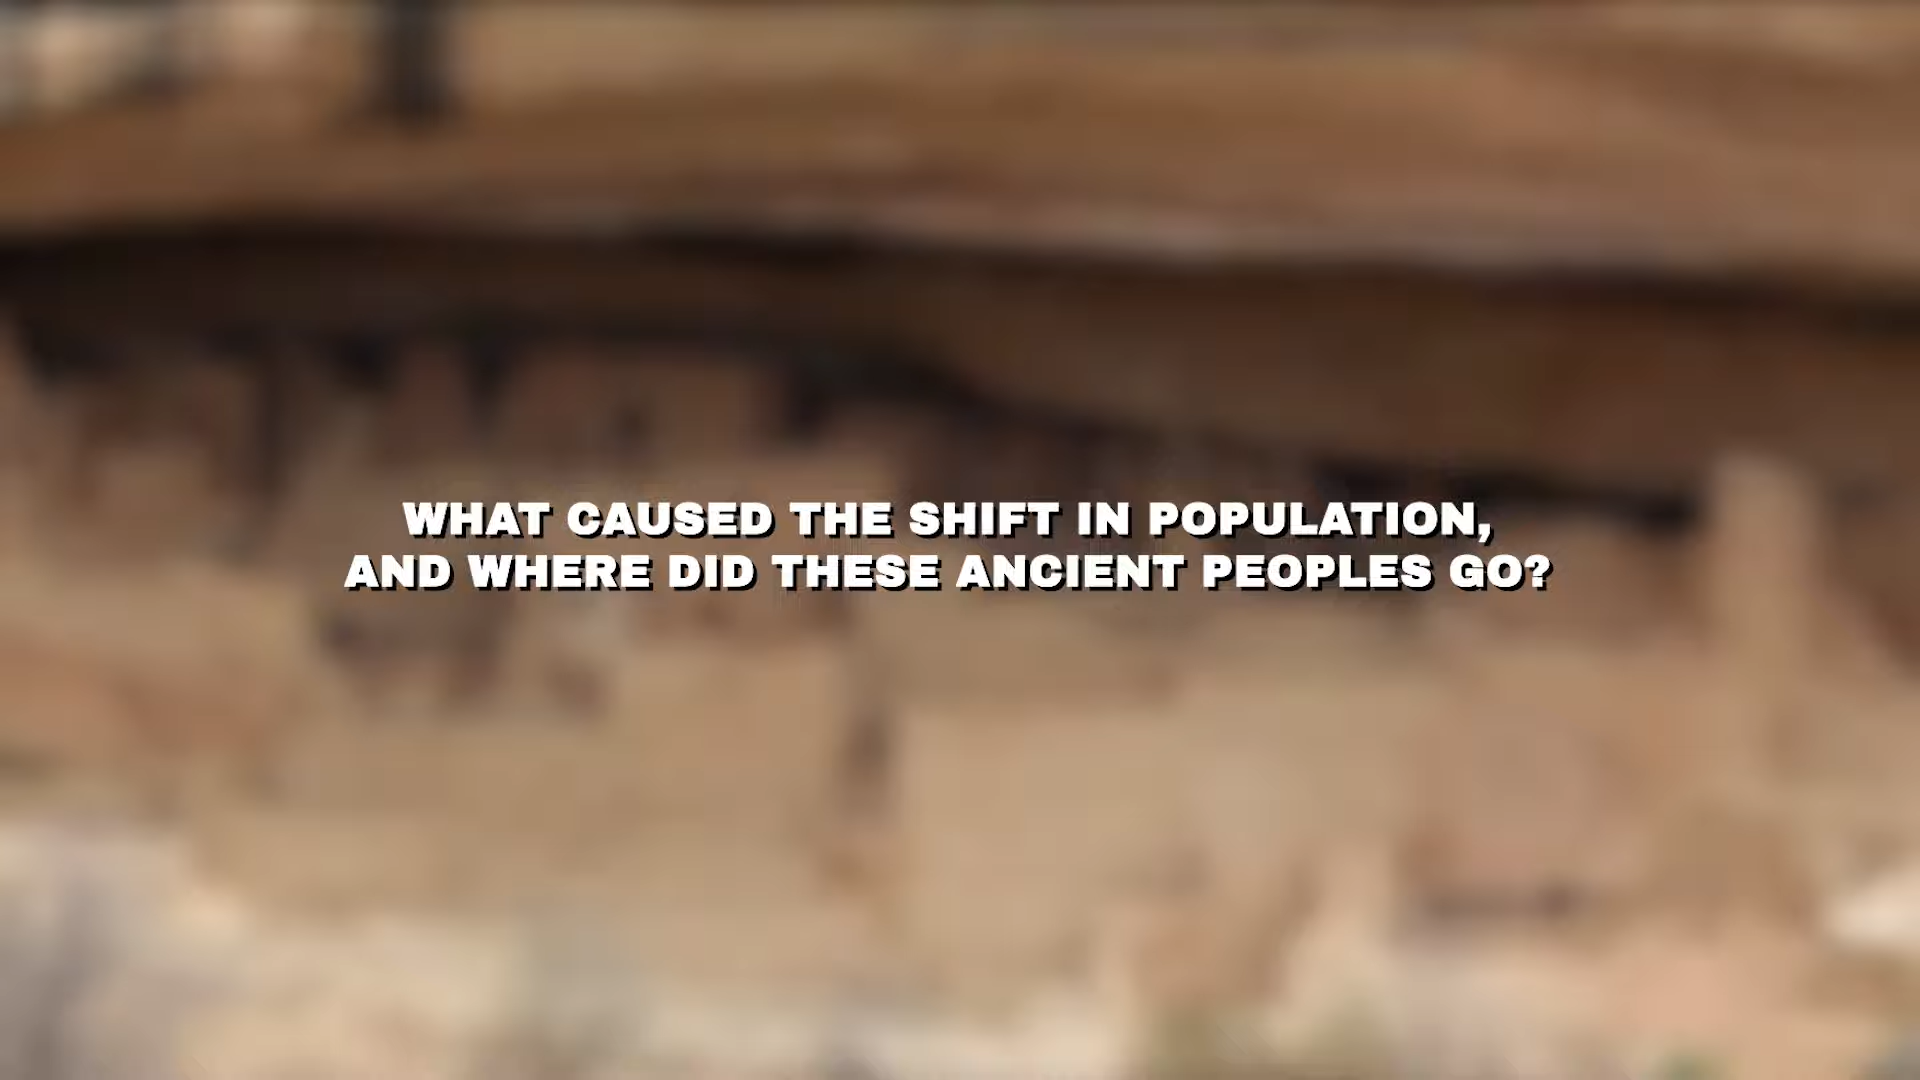 WHAT CAUSED THE SHIFT IN POPULATION,
AND WHERE DID THESE ANCIENT PEOPLES GO?